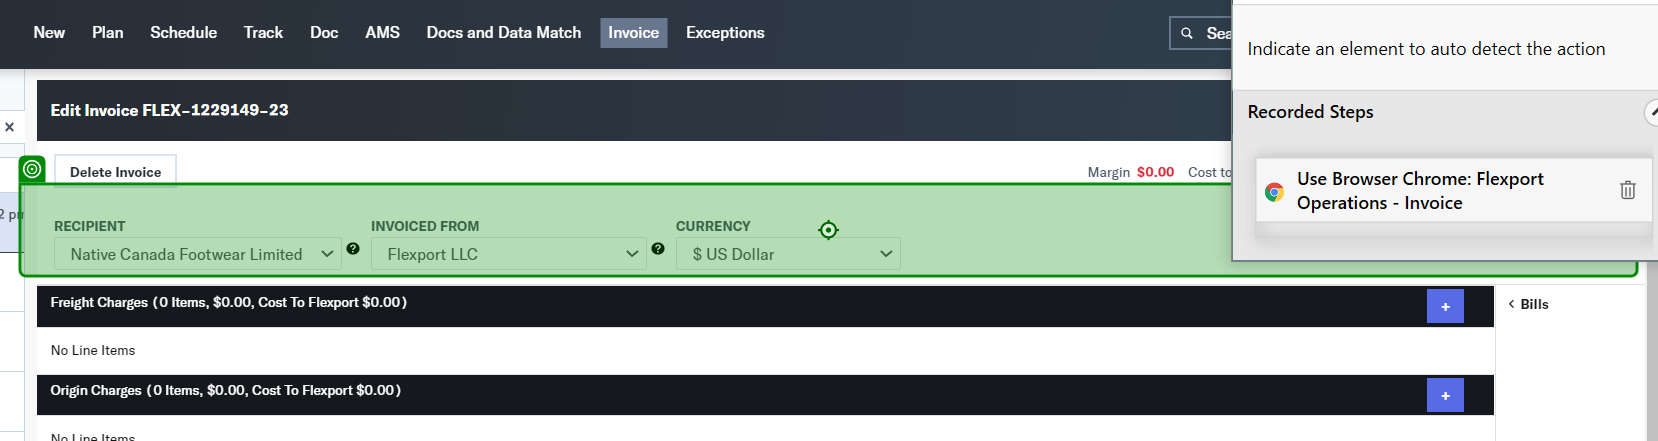 New Plan Schedule Track Doc AMS Docs and Data Match Invoice Exceptions
Indicate an element to auto detect the action
Edit Invoice FLEX-1229149-23
Recorded Steps
Delete Invoice
Margin $0.00 Cost to
Use Browser Chrome: Flexport
Operations - Invoice
RECIPIENT INVOICED FROM CURRENCY
Native Canada Footwear Limited Flexport LLC $ US Dollar
Freight Charges (0 Items, $0.00, Cost To Flexport $0.00)
+
< Bills
No Line Items
Origin Charges (0 Items, $0.00, Cost To Flexport $0.00)
+
No Line Items